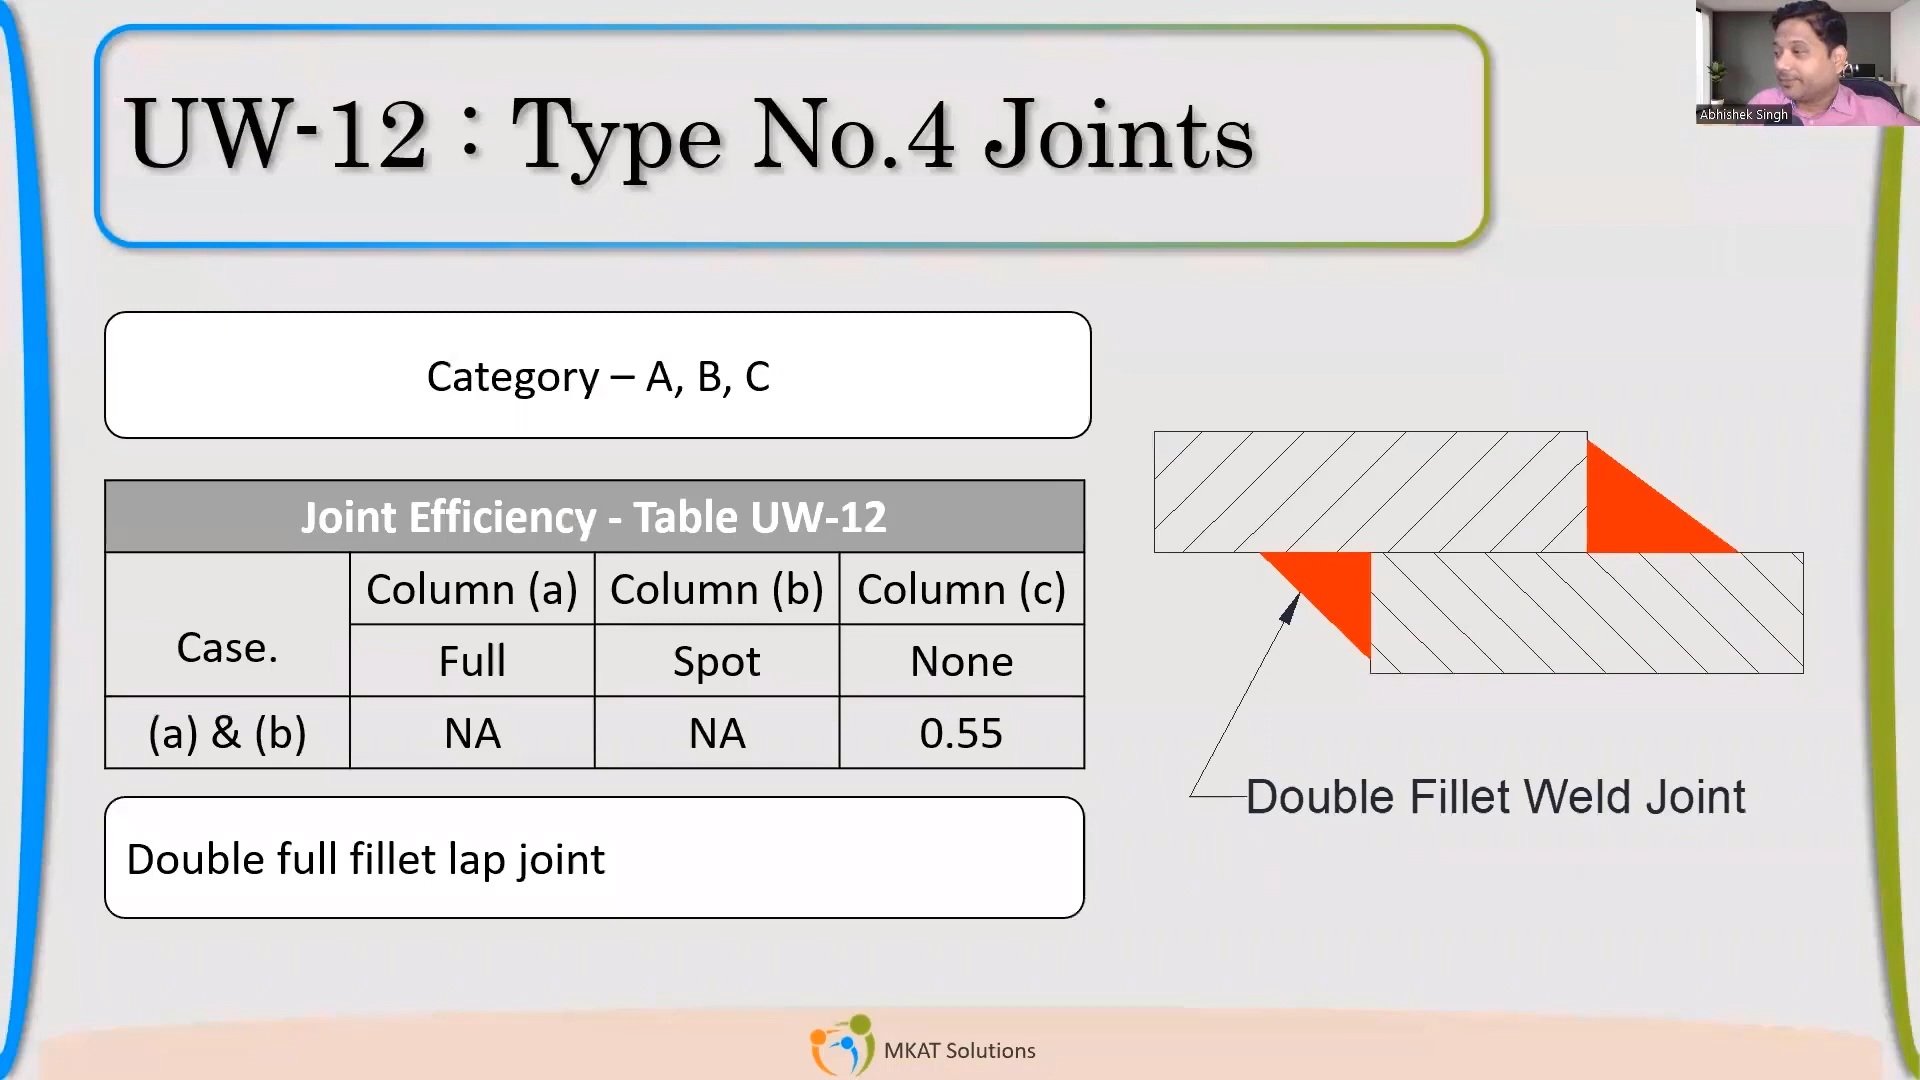 UW-12 : Type No.4 Joints
Abhishek Singh
Category – A, B, C
Joint Efficiency - Table UW-12
Case.
Column (a)
Column (b)
Column (c)
Full
Spot
None
(a) & (b)
NA
NA
0.55
Double full fillet lap joint
Double Fillet Weld Joint
MKAT Solutions